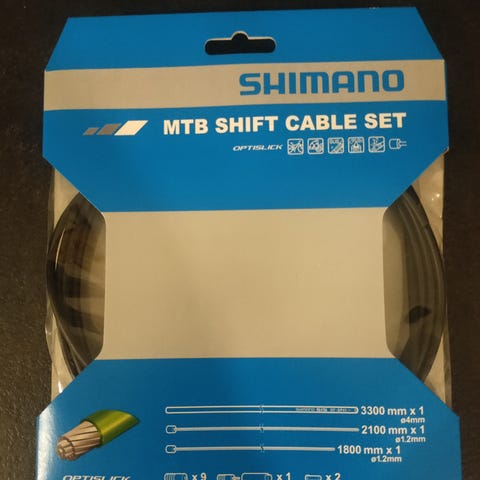 SHIMANO
MTB SHIFT CABLE SET
OPTISLICK
3300 mm x 1
ø4mm
2100 mm x 1
ø1.2mm
1800 mm x 1
ø1.2mm
OPTISLICK x 9 x 1 x 2